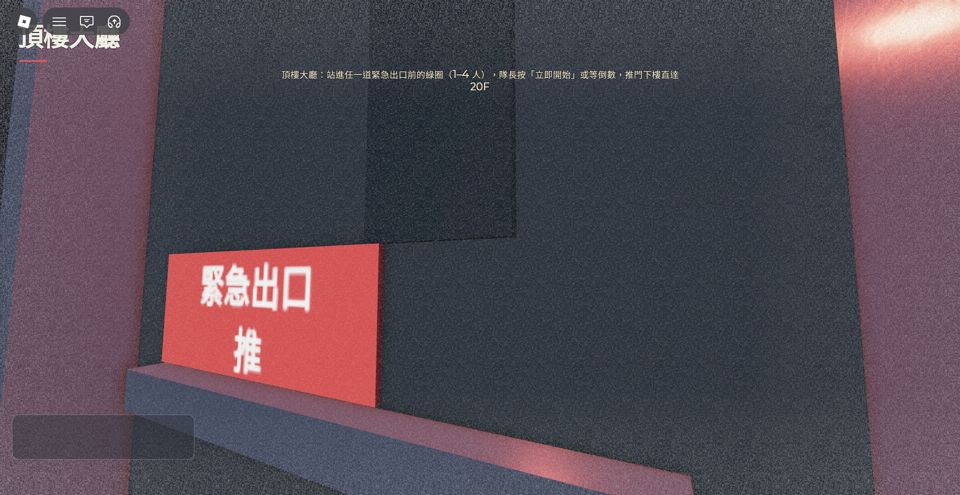 頂樓大廳
頂樓大廳：站進任一道緊急出口前的綠圈（1–4 人），隊長按「立即開始」或等倒數，推門下樓直達
20F
緊急出口
推